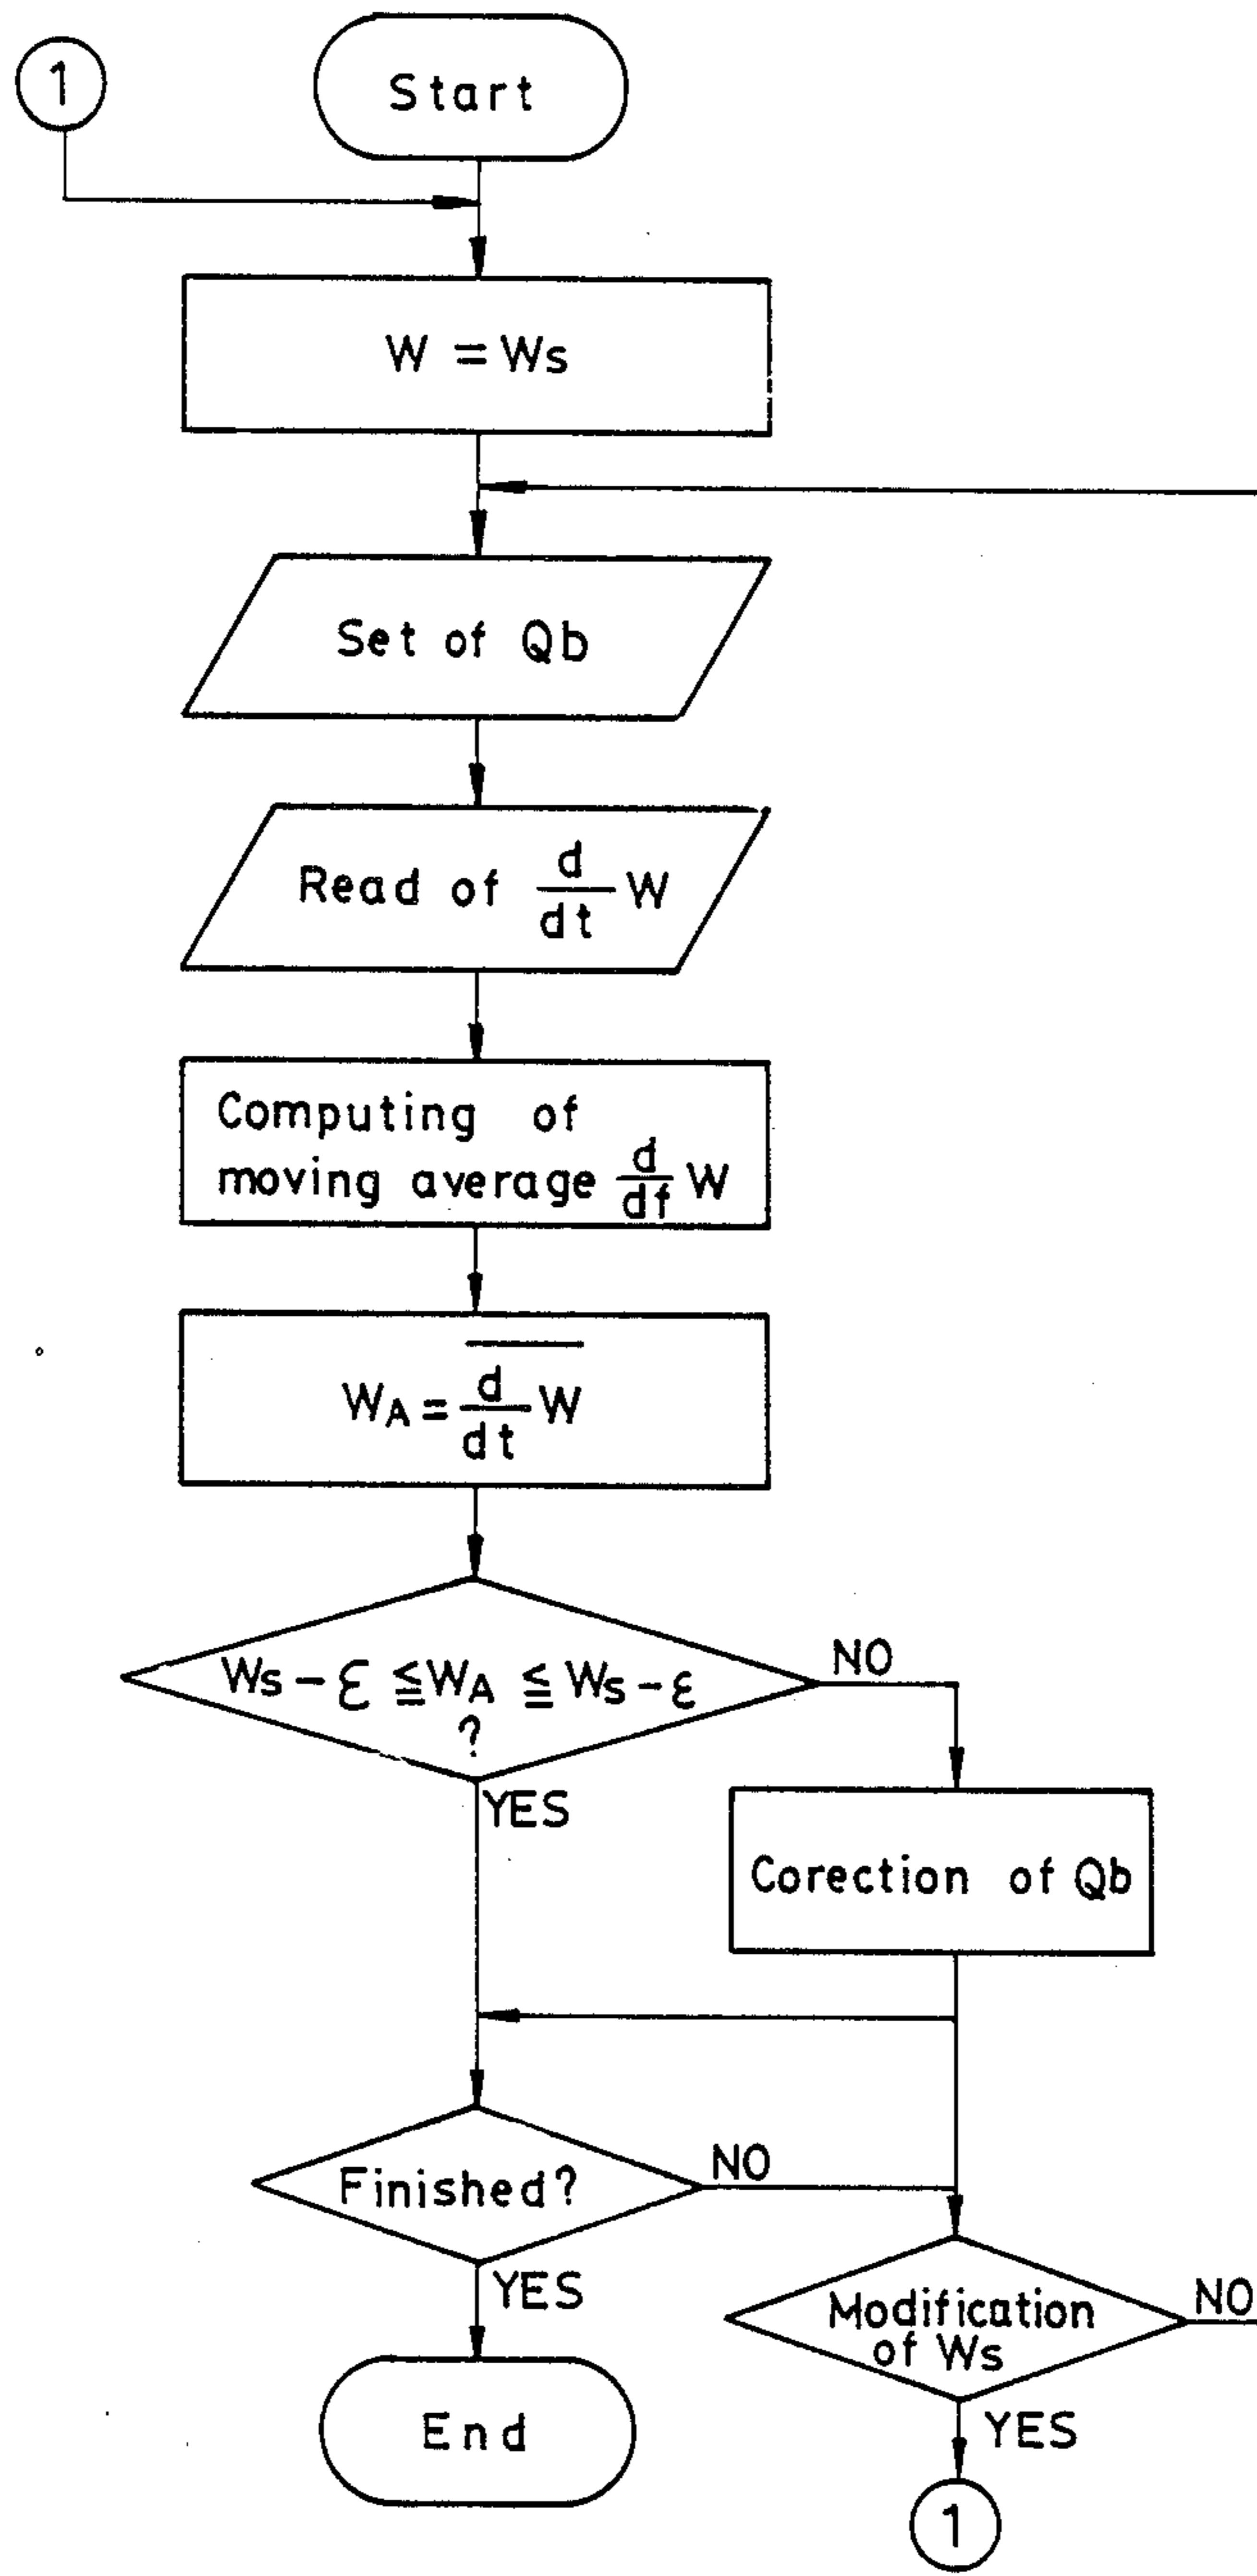 1
Start
W = Ws
Set of Qb
Read of d/dt W
Computing of
moving average d/df W
WA = d/dt W
Ws – ε ≦ WA ≦ Ws – ε
?
NO
YES
Corection of Qb
Finished?
NO
YES
Modification
of Ws
NO
YES
End
1